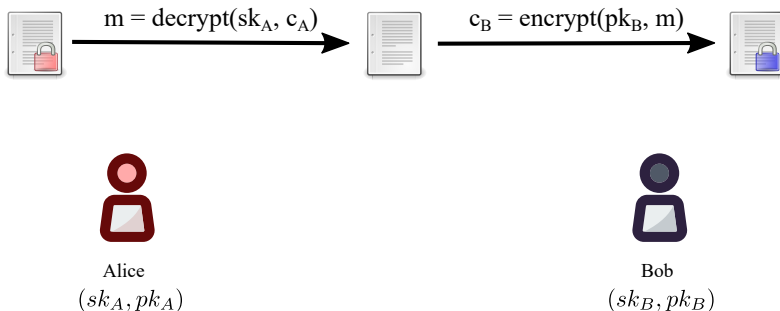 m = decrypt(sk_A, c_A)
c_B = encrypt(pk_B, m)
Alice
(sk_A, pk_A)
Bob
(sk_B, pk_B)